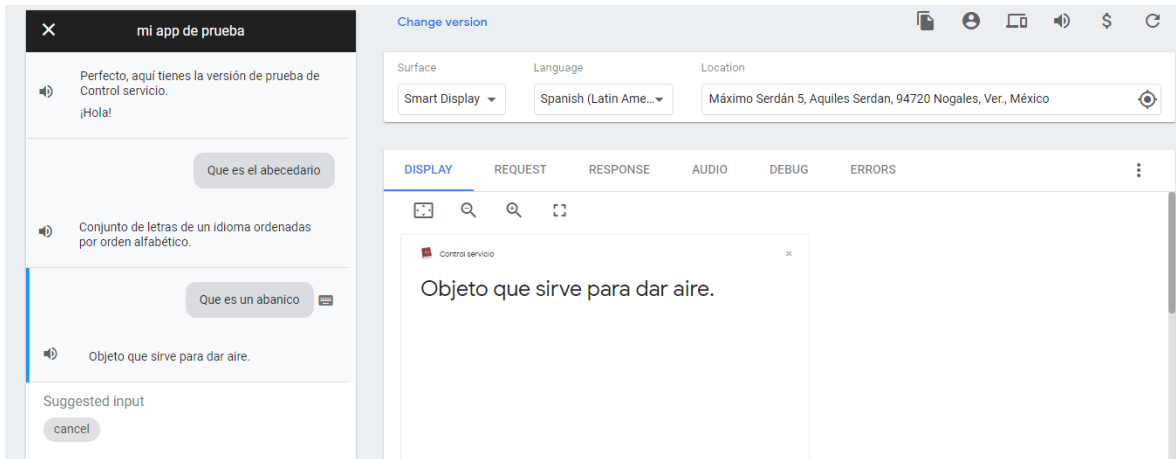 mi app de prueba
Perfecto, aquí tienes la versión de prueba de
Control servicio.
¡Hola!
Que es el abecedario
Conjunto de letras de un idioma ordenadas
por orden alfabético.
Que es un abanico
Objeto que sirve para dar aire.
Suggested input
cancel
Change version
Surface
Language
Location
Smart Display
Spanish (Latin Ame...
Máximo Serdán 5, Aquiles Serdan, 94720 Nogales, Ver., México
DISPLAY
REQUEST
RESPONSE
AUDIO
DEBUG
ERRORS
Control servicio
Objeto que sirve para dar aire.